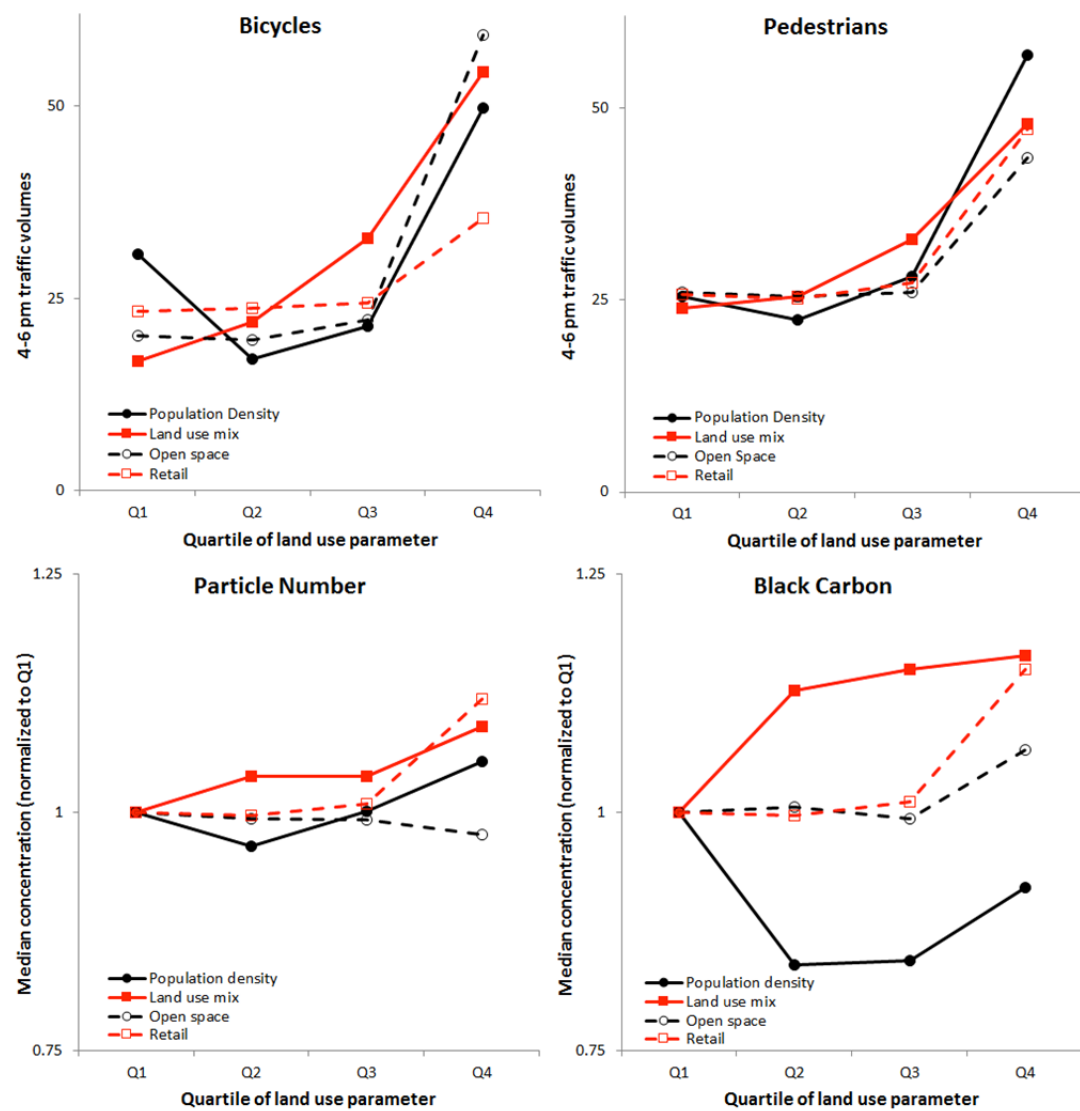 Bicycles
4-6 pm traffic volumes
50
25
0
Population Density
Land use mix
Open space
Retail
Q1 Q2 Q3 Q4
Quartile of land use parameter
Pedestrians
4-6 pm traffic volumes
50
25
0
Population Density
Land use mix
Open Space
Retail
Q1 Q2 Q3 Q4
Quartile of land use parameter
Particle Number
Median concentration (normalized to Q1)
1.25
1
0.75
Population density
Land use mix
Open space
Retail
Q1 Q2 Q3 Q4
Quartile of land use parameter
Black Carbon
Median concentration (normalized to Q1)
1.25
1
0.75
Population density
Land use mix
Open space
Retail
Q1 Q2 Q3 Q4
Quartile of land use parameter